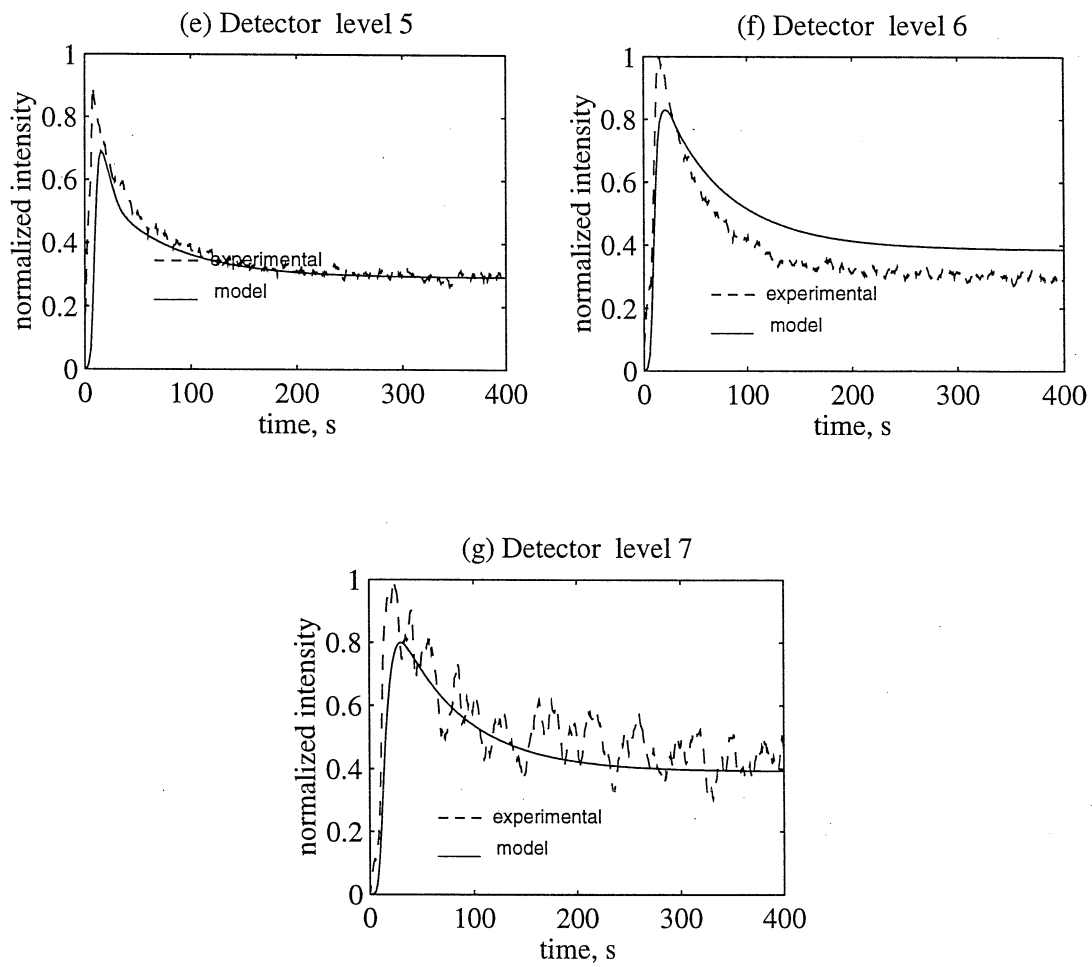 (e) Detector level 5
normalized intensity
1
0.8
0.6
0.4
0.2
0
experimental
model
0 100 200 300 400
time, s
(f) Detector level 6
normalized intensity
1
0.8
0.6
0.4
0.2
0
experimental
model
0 100 200 300 400
time, s
(g) Detector level 7
normalized intensity
1
0.8
0.6
0.4
0.2
0
experimental
model
0 100 200 300 400
time, s